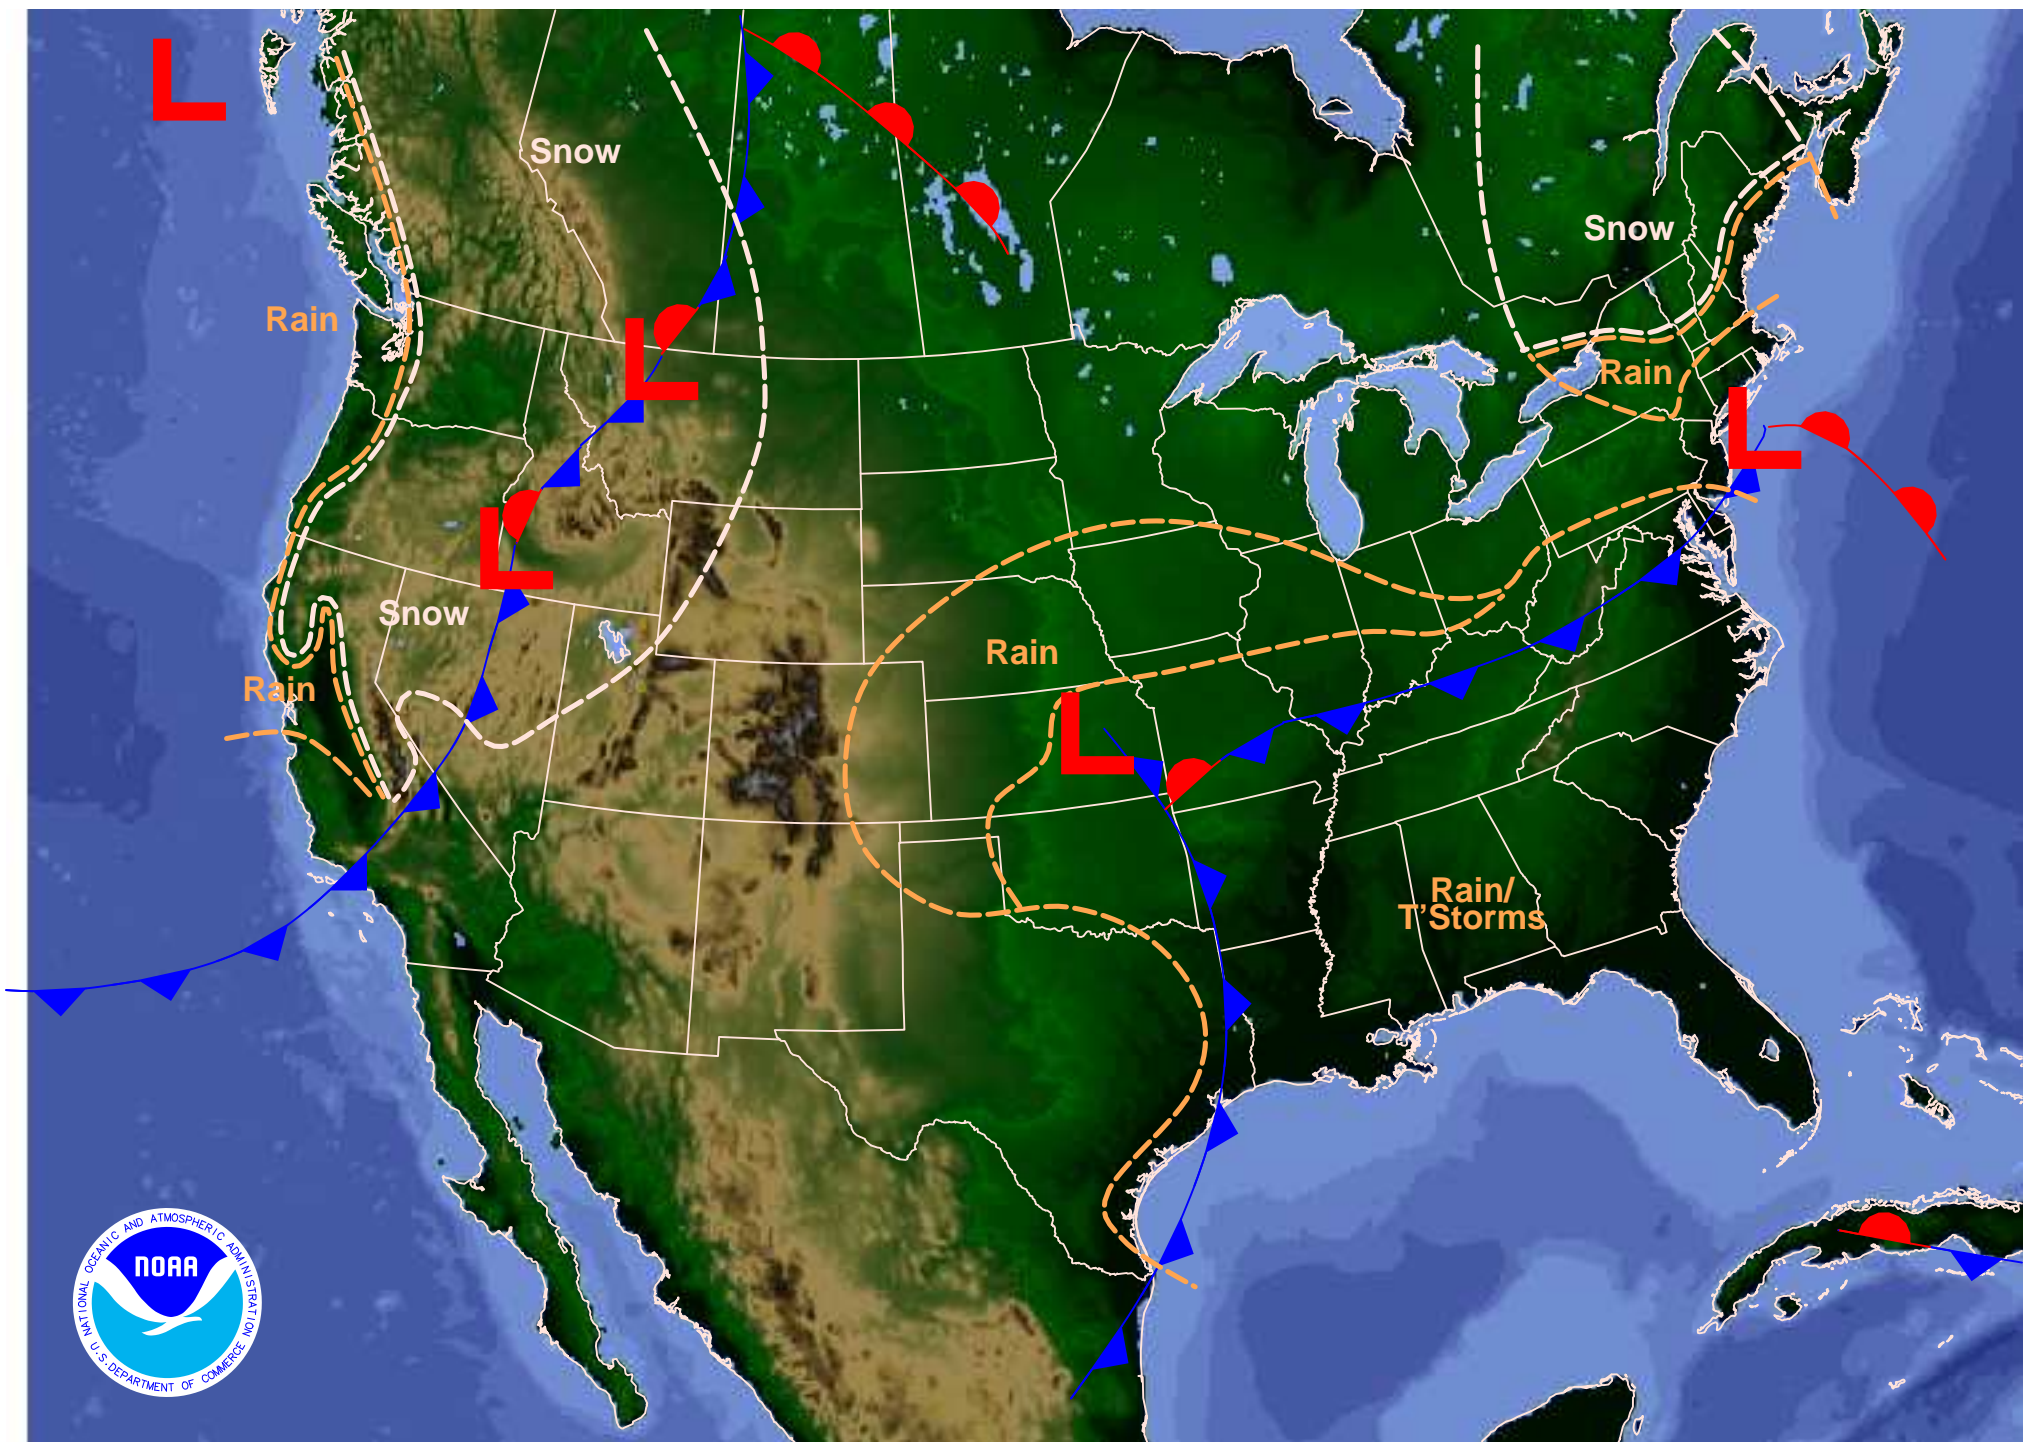 L
Snow
Snow
Rain
L
Rain
L
L
Snow
L
Rain
Rain
L
Rain/
T'Storms
NATIONAL OCEANIC AND ATMOSPHERIC ADMINISTRATION
NOAA
U.S. DEPARTMENT OF COMMERCE